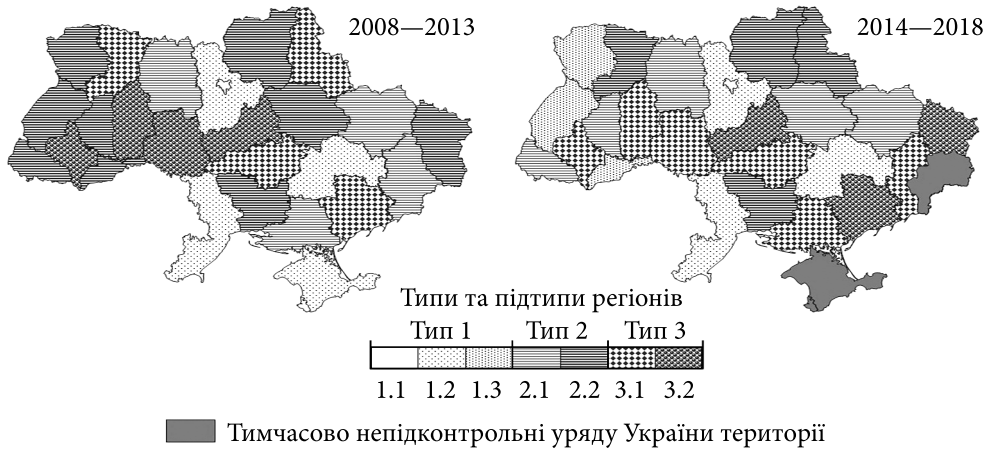 2008—2013
2014—2018
Типи та підтипи регіонів
Тип 1 Тип 2 Тип 3
1.1 1.2 1.3 2.1 2.2 3.1 3.2
Тимчасово непідконтрольні уряду України території